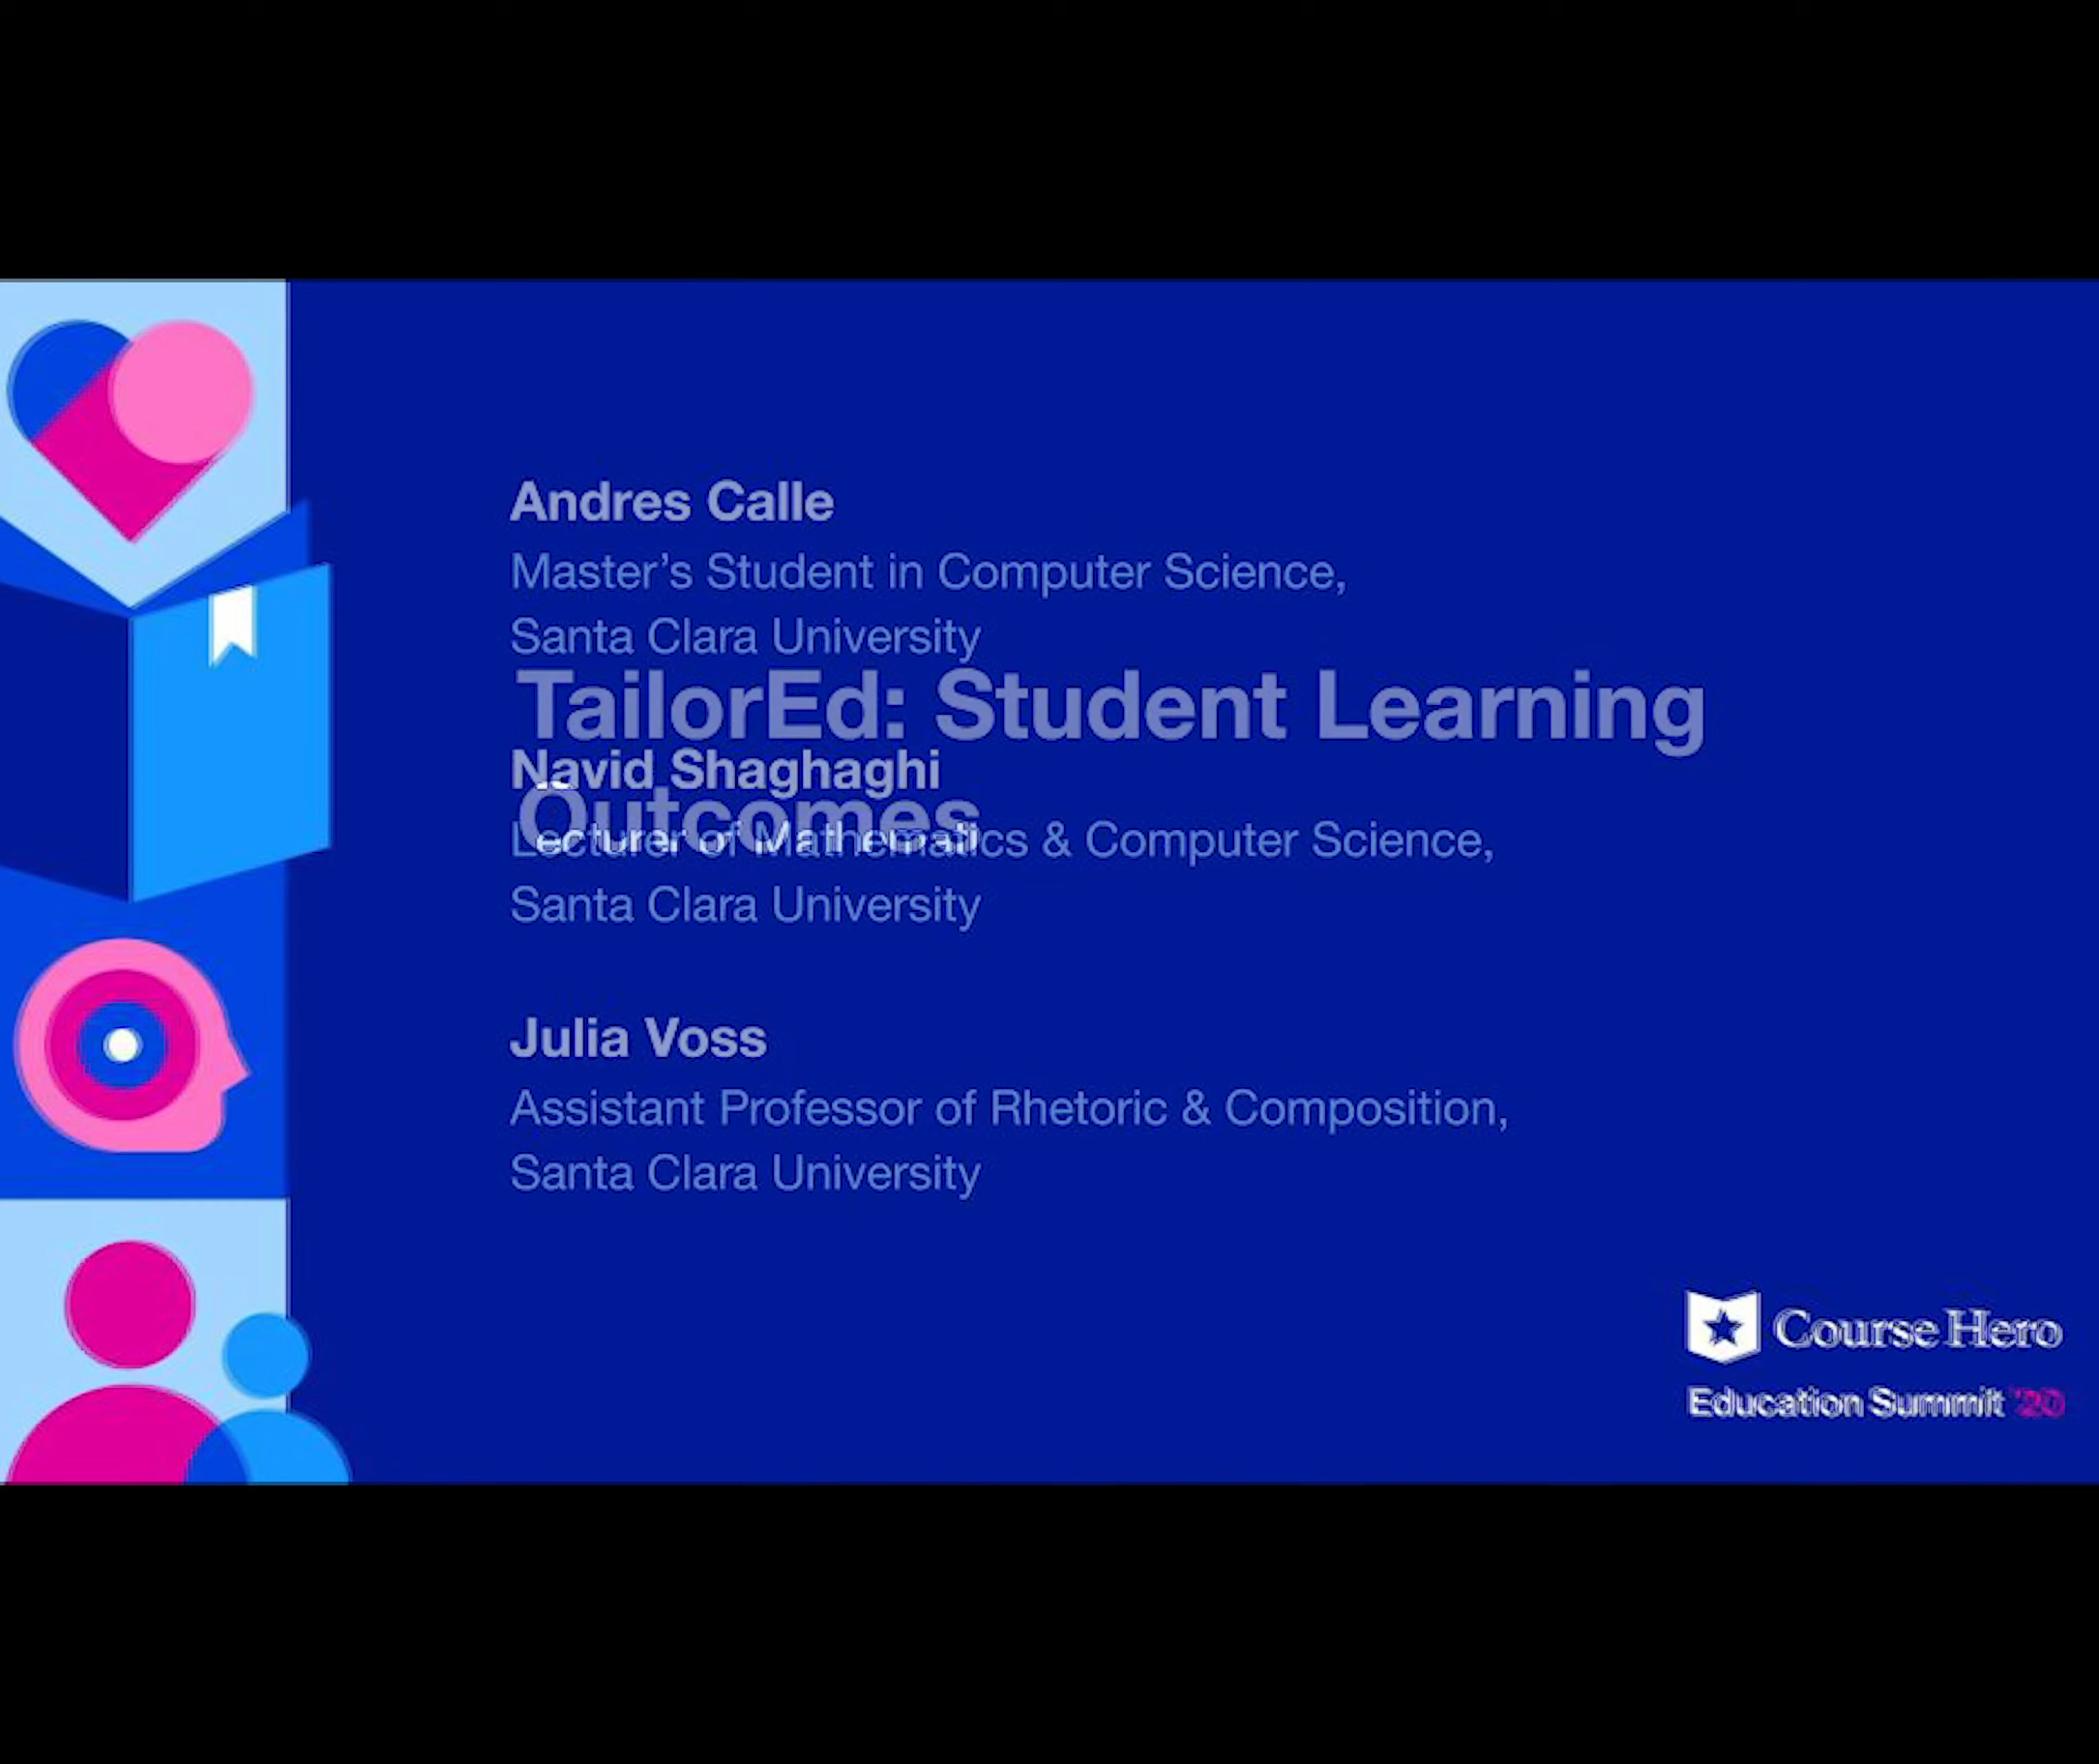 Andres Calle
Master's Student in Computer Science,
Santa Clara University
TailorEd: Student Learning
Outcomes
Navid Shaghaghi
Lecturer of Mathematics & Computer Science,
Santa Clara University
Julia Voss
Assistant Professor of Rhetoric & Composition,
Santa Clara University
Course Hero
Education Summit '20